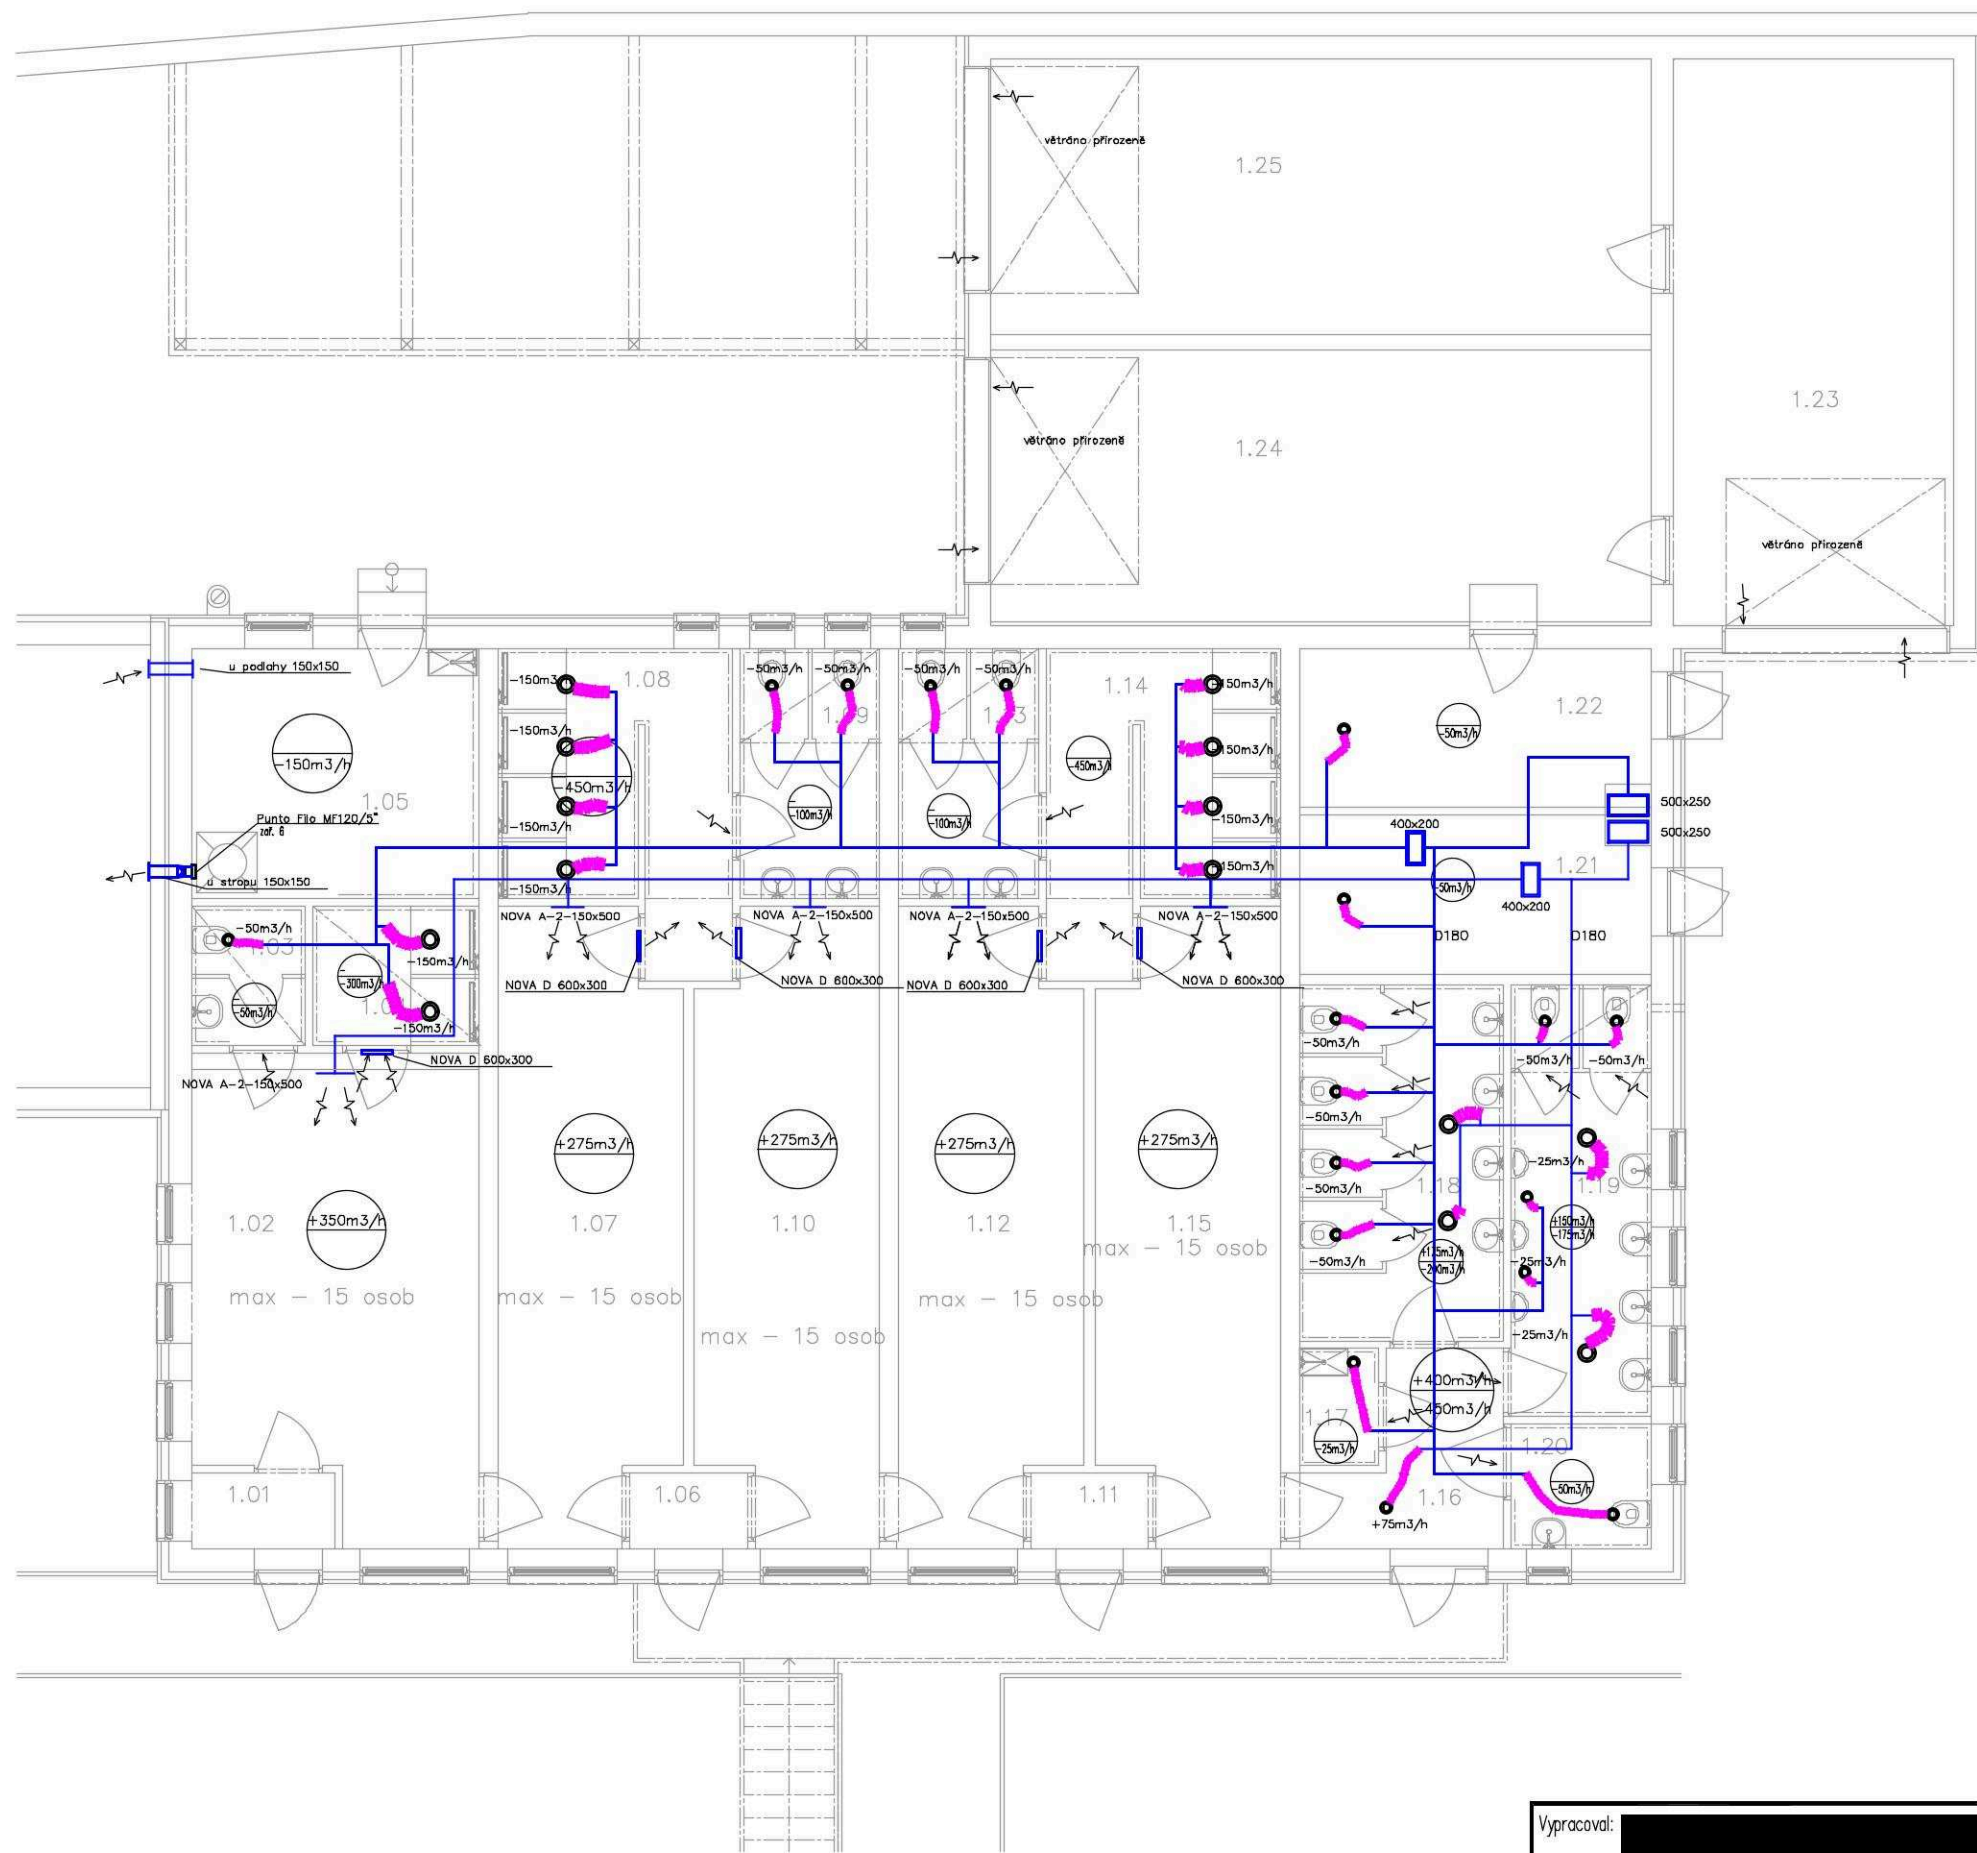 větráno přirozeně
1.25
1.23
větráno přirozeně
1.24
větráno přirozeně
u podlahy 150x150
-150m3/h
1.05
Punto Filo MF120/5"
zař. 6
u stropu 150x150
-150m3/h
-150m3/h
-150m3/h
-150m3/h
1.08
-450m3/h
-50m3/h
-50m3/h
-100m3/h
-50m3/h
-50m3/h
-100m3/h
1.14
-450m3/h
-150m3/h
-150m3/h
-150m3/h
-150m3/h
1.22
-50m3/h
500x250
500x250
400x200
1.21
-50m3/h
400x200
D180
D180
-50m3/h
1.03
-50m3/h
-300m3/h
-150m3/h
-150m3/h
NOVA A-2-150x500
NOVA A-2-150x500
NOVA A-2-150x500
NOVA A-2-150x500
NOVA D 600x300
NOVA D 600x300
NOVA D 600x300
NOVA D 600x300
NOVA D 600x300
NOVA A-2-150x500
-50m3/h
-50m3/h
-50m3/h
-50m3/h
-50m3/h
-50m3/h
+350m3/h
1.02
max - 15 osob
+275m3/h
1.07
max - 15 osob
+275m3/h
1.10
max - 15 osob
+275m3/h
1.12
max - 15 osob
+275m3/h
1.15
max - 15 osob
1.18
-200m3/h
-25m3/h
1.19
+150m3/h
-175m3/h
-25m3/h
-25m3/h
+400m3/h
-450m3/h
1.17
-25m3/h
1.20
-50m3/h
1.16
+75m3/h
1.01
1.06
1.11
Vypracoval: